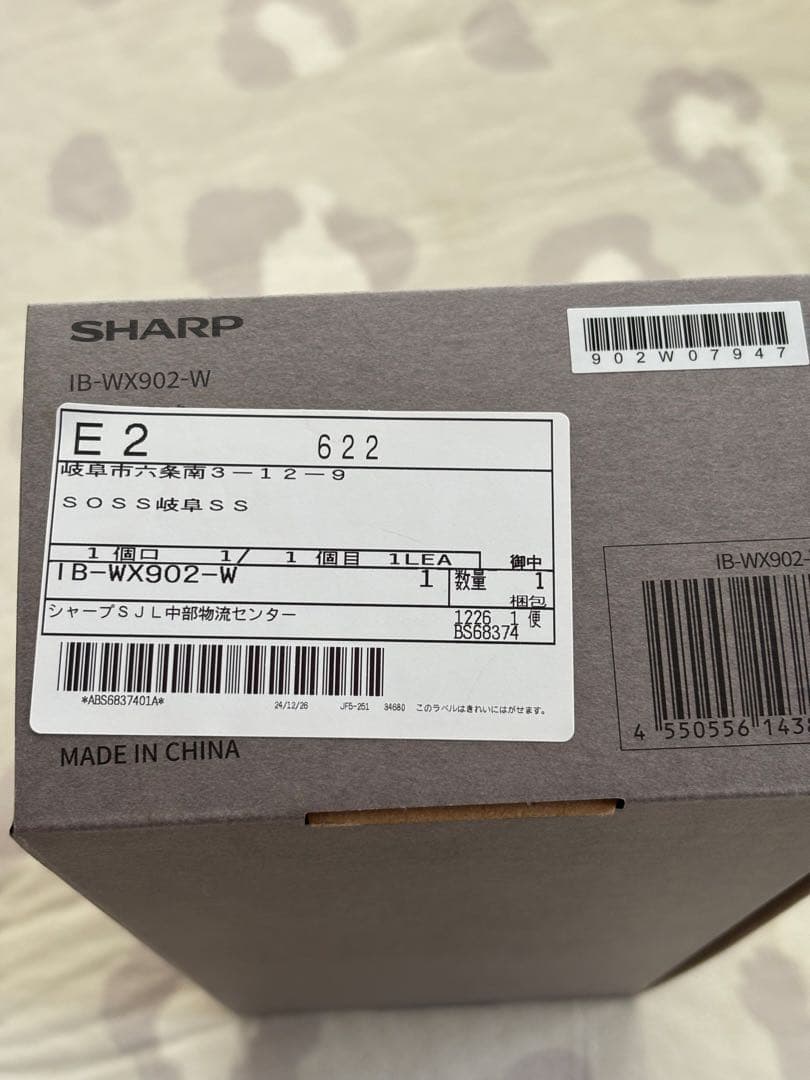 SHARP
IB-WX902-W
902W07947
E2 622
岐阜市六条南3-12-9
SOSS岐阜SS
1個口 1/ 1個目 1LEA 御中
IB-WX902-W 1 数量 1
梱包
シャープSJL中部物流センター 1226 1便
BS68374
*ABS6837401A* 24/12/26 JF5-251 34680 このラベルはきれいにはがせます。
MADE IN CHINA
IB-WX902-
4 550556 143